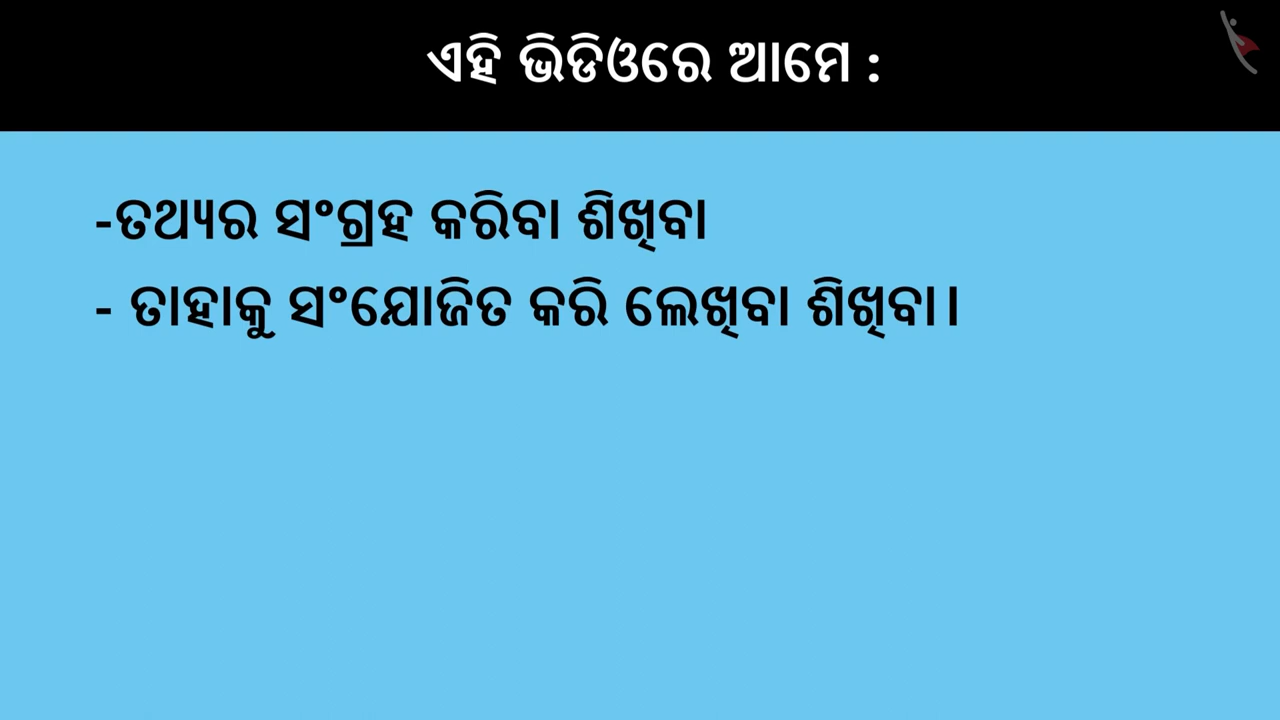 ଏହି ଭିଡିଓରେ ଆମେ :
-ତଥ୍ୟର ସଂଗ୍ରହ କରିବା ଶିଖିବା
- ତାହାକୁ ସଂଯୋଜିତ କରି ଲେଖିବା ଶିଖିବା।